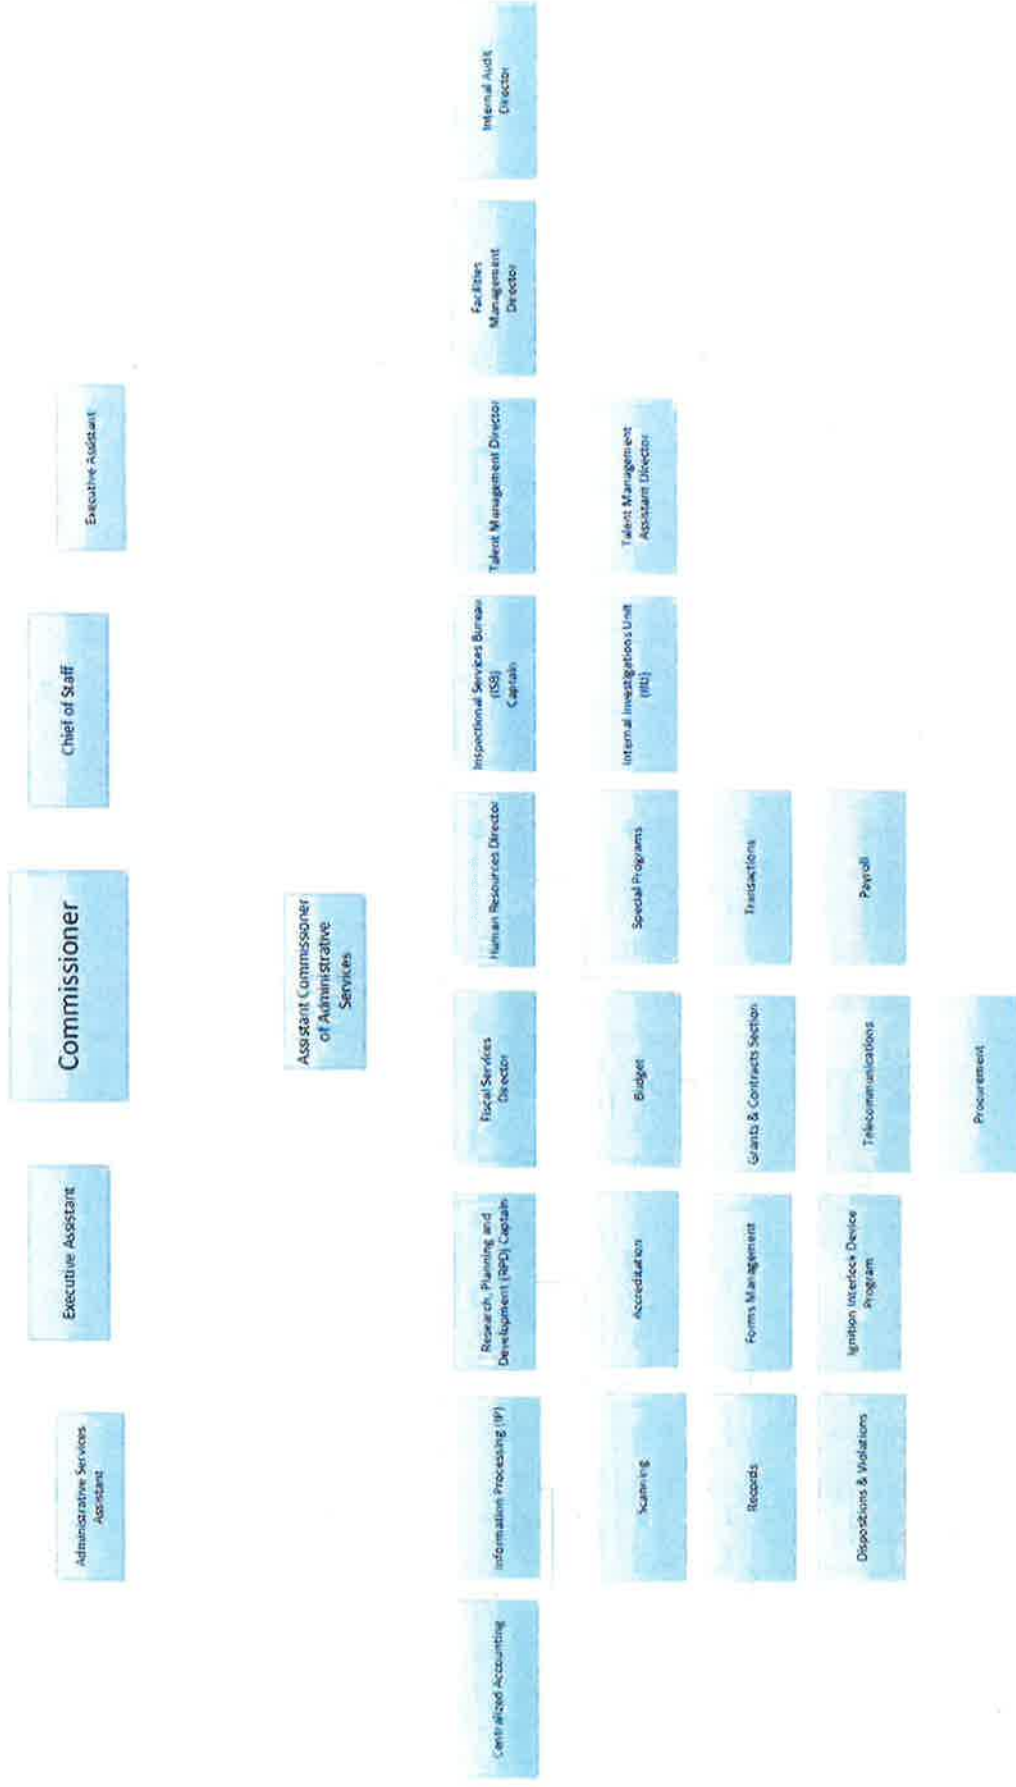 Administrative Services
Assistant
Executive Assistant
Commissioner
Chief of Staff
Executive Assistant
Assistant Commissioner
of Administrative
Services
Centralized Accounting
Information Processing (IP)
Research, Planning and
Development (RPD) Captain
Fiscal Services
Director
Human Resources Director
Inspectional Services Bureau
(ISB)
Captain
Talent Management Director
Facilities
Management
Director
Internal Audit
Director
Scanning
Accreditation
Budget
Special Programs
Internal Investigations Unit
(IIU)
Talent Management
Assistant Director
Records
Forms Management
Grants & Contracts Section
Transactions
Dispositions & Violations
Ignition Interlock Device
Program
Telecommunications
Payroll
Procurement